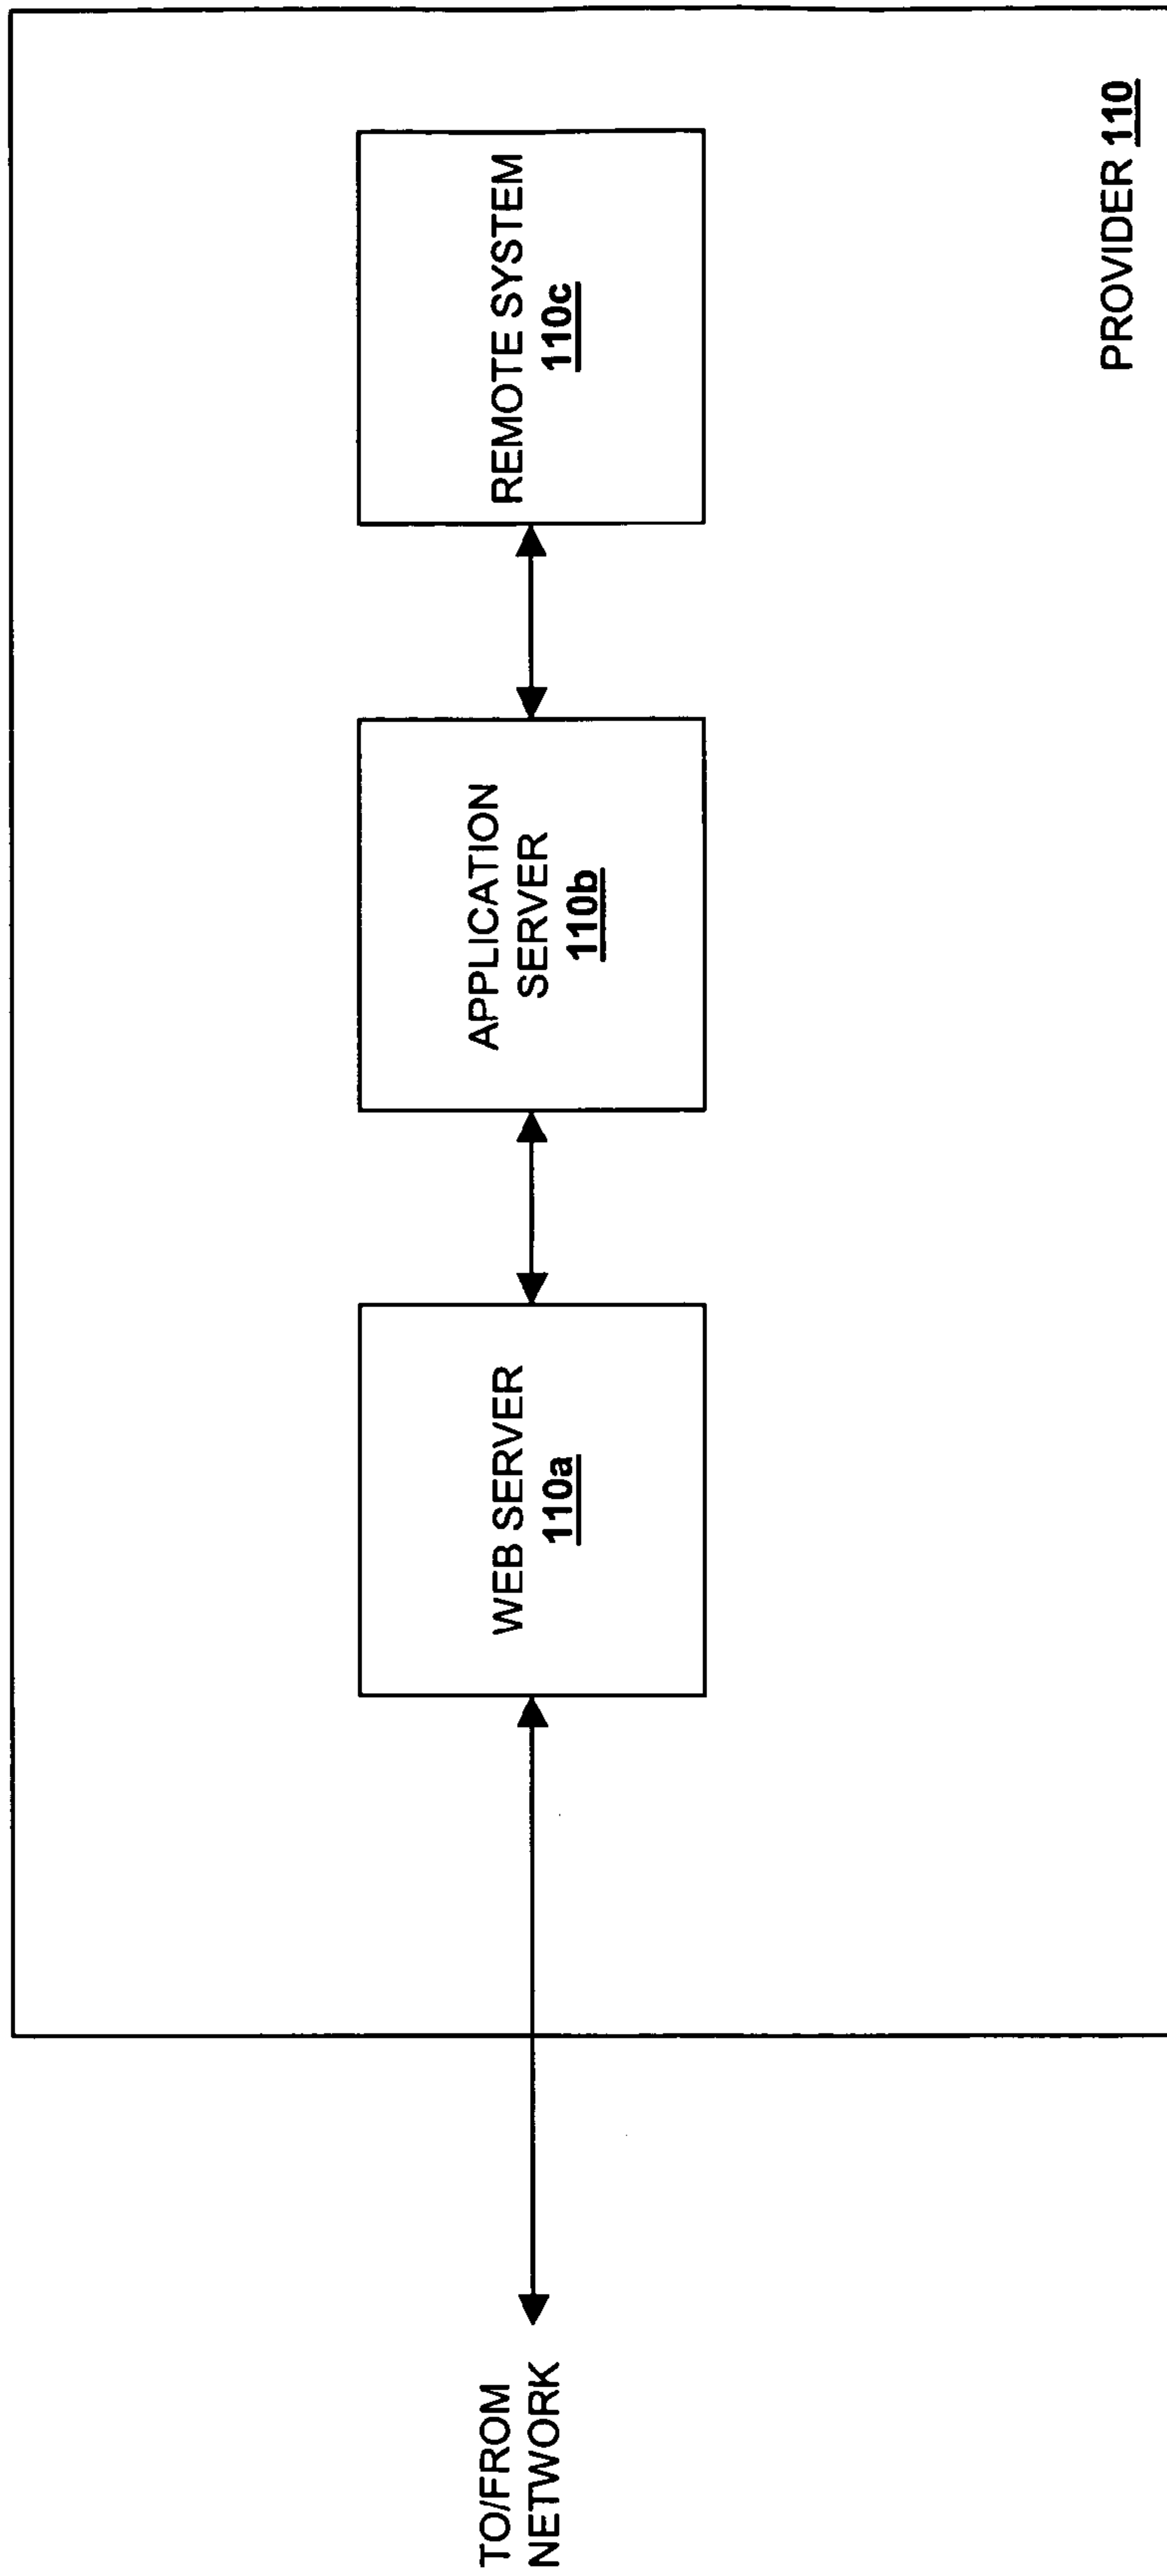 TO/FROM
NETWORK
WEB SERVER
110a
APPLICATION
SERVER
110b
REMOTE SYSTEM
110c
PROVIDER 110